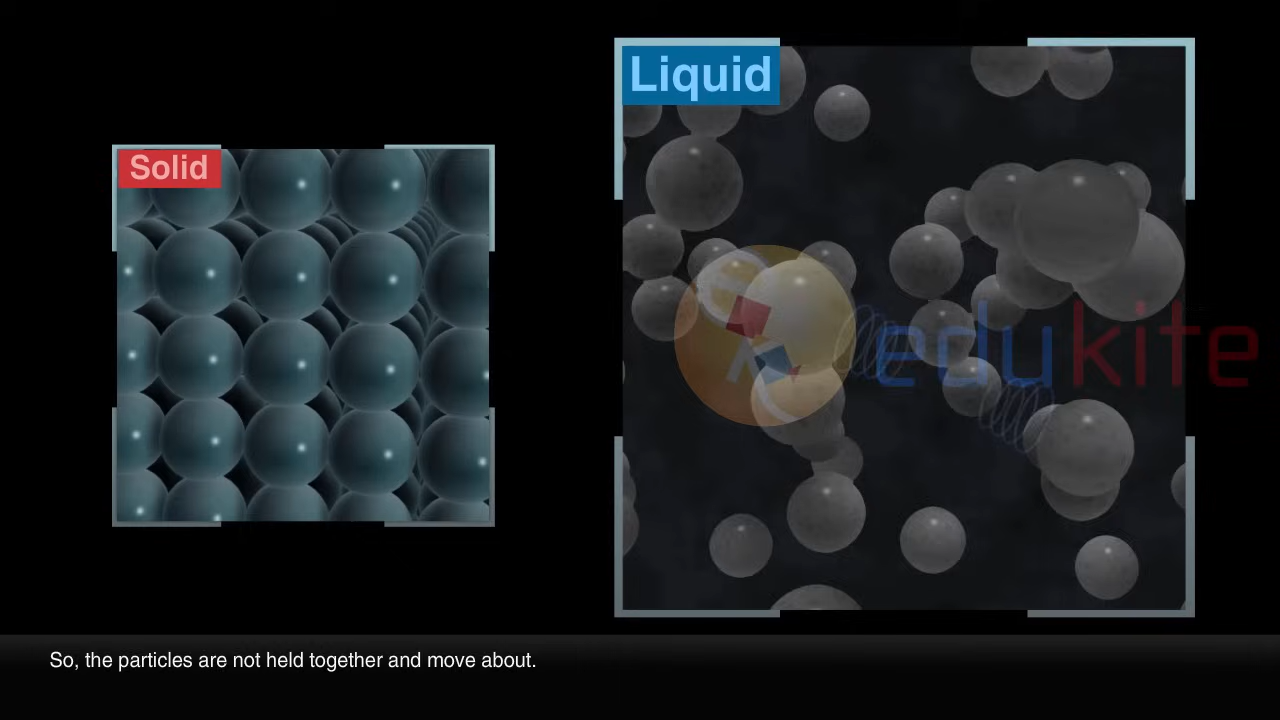 Solid
Liquid
edukite
So, the particles are not held together and move about.